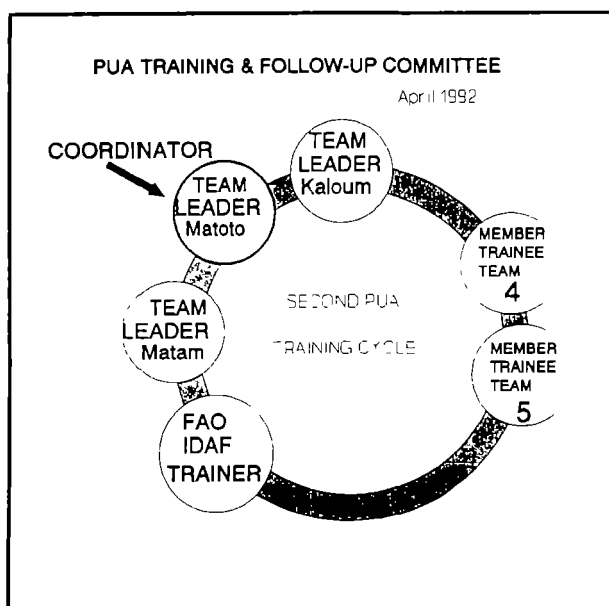 PUA TRAINING & FOLLOW-UP COMMITTEE
April 1992
COORDINATOR
TEAM
LEADER
Kaloum
TEAM
LEADER
Matoto
MEMBER
TRAINEE
TEAM
4
SECOND PUA
TRAINING CYCLE
TEAM
LEADER
Matam
MEMBER
TRAINEE
TEAM
5
FAO
IDAF
TRAINER